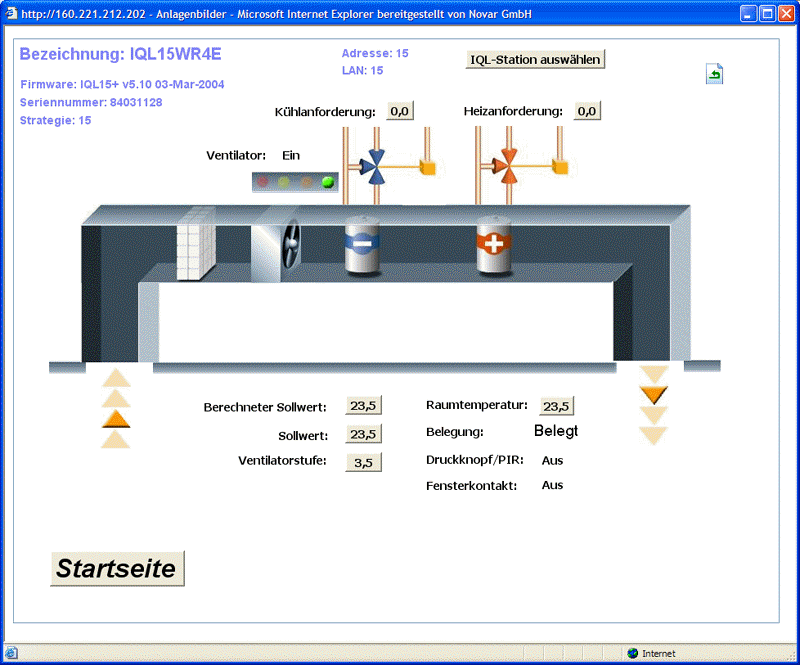 http://160.221.212.202 - Anlagenbilder - Microsoft Internet Explorer bereitgestellt von Novar GmbH
Bezeichnung: IQL15WR4E
Adresse: 15
LAN: 15
IQL-Station auswählen
Firmware: IQL15+ v5.10 03-Mar-2004
Seriennummer: 84031128
Strategie: 15
Kühlanforderung: 0,0
Heizanforderung: 0,0
Ventilator: Ein
Berechneter Sollwert: 23,5
Raumtemperatur: 23,5
Sollwert: 23,5
Belegung: Belegt
Ventilatorstufe: 3,5
Druckknopf/PIR: Aus
Fensterkontakt: Aus
Startseite
Internet